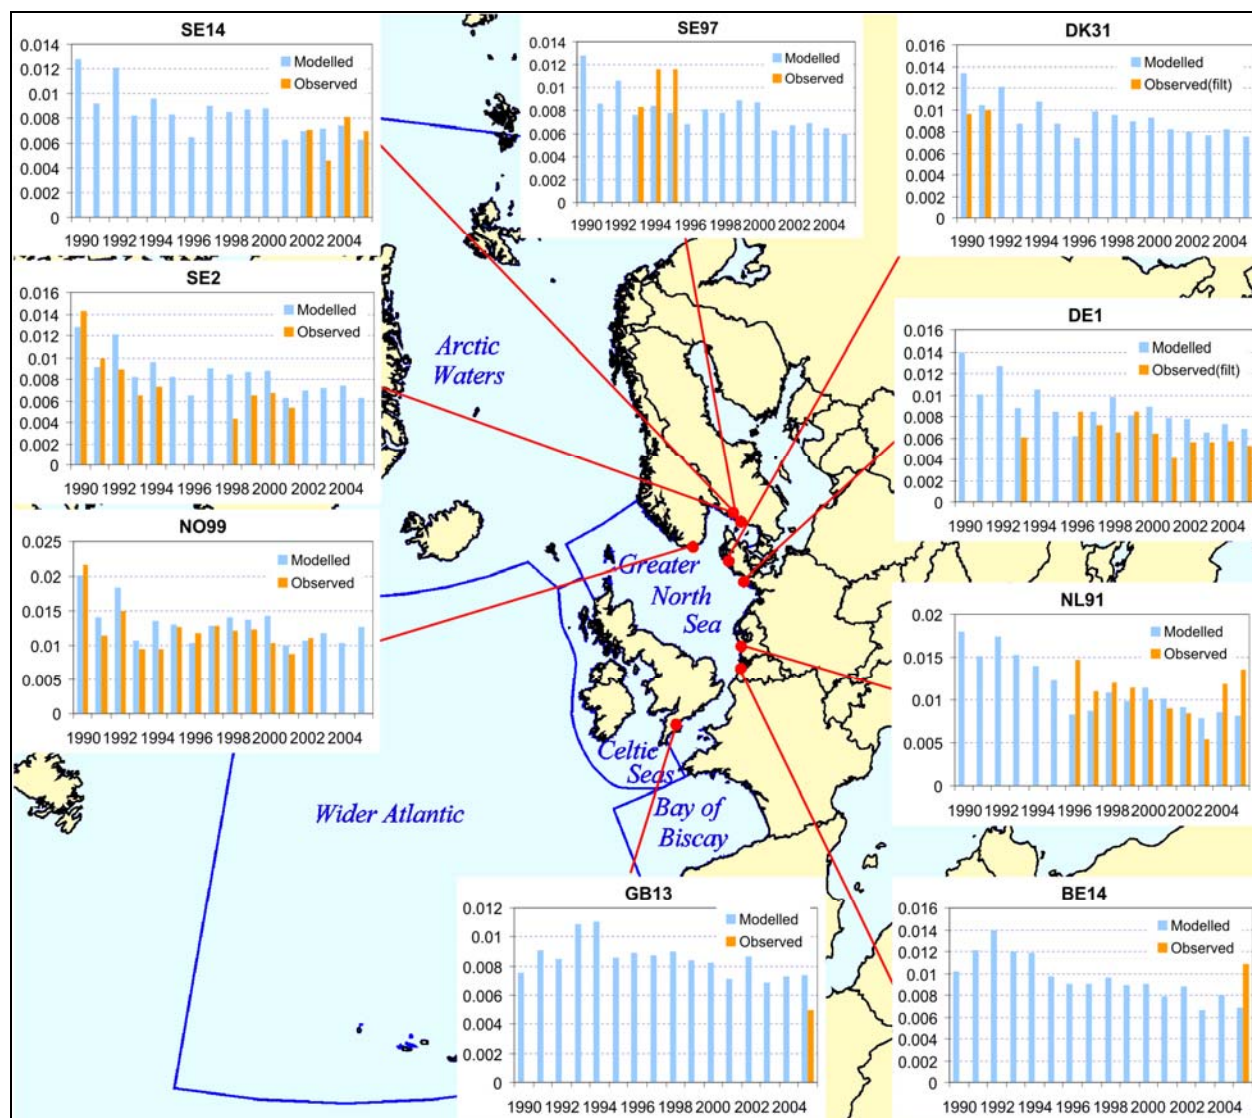 SE14
0.014
0.012
0.01
0.008
0.006
0.004
0.002
0
Modelled
Observed
1990 1992 1994 1996 1998 2000 2002 2004
SE97
0.014
0.012
0.01
0.008
0.006
0.004
0.002
0
Modelled
Observed
1990 1992 1994 1996 1998 2000 2002 2004
DK31
0.016
0.014
0.012
0.01
0.008
0.006
0.004
0.002
0
Modelled
Observed(filt)
1990 1992 1994 1996 1998 2000 2002 2004
SE2
0.016
0.014
0.012
0.01
0.008
0.006
0.004
0.002
0
Modelled
Observed
1990 1992 1994 1996 1998 2000 2002 2004
Arctic
Waters
DE1
0.016
0.014
0.012
0.01
0.008
0.006
0.004
0.002
0
Modelled
Observed(filt)
1990 1992 1994 1996 1998 2000 2002 2004
NO99
0.025
0.02
0.015
0.01
0.005
0
Modelled
Observed
1990 1992 1994 1996 1998 2000 2002 2004
Greater
North
Sea
NL91
0.02
0.015
0.01
0.005
0
Modelled
Observed
1990 1992 1994 1996 1998 2000 2002 2004
Celtic
Seas
Wider Atlantic
Bay of
Biscay
GB13
0.012
0.01
0.008
0.006
0.004
0.002
0
Modelled
Observed
1990 1992 1994 1996 1998 2000 2002 2004
BE14
0.016
0.014
0.012
0.01
0.008
0.006
0.004
0.002
0
Modelled
Observed
1990 1992 1994 1996 1998 2000 2002 2004